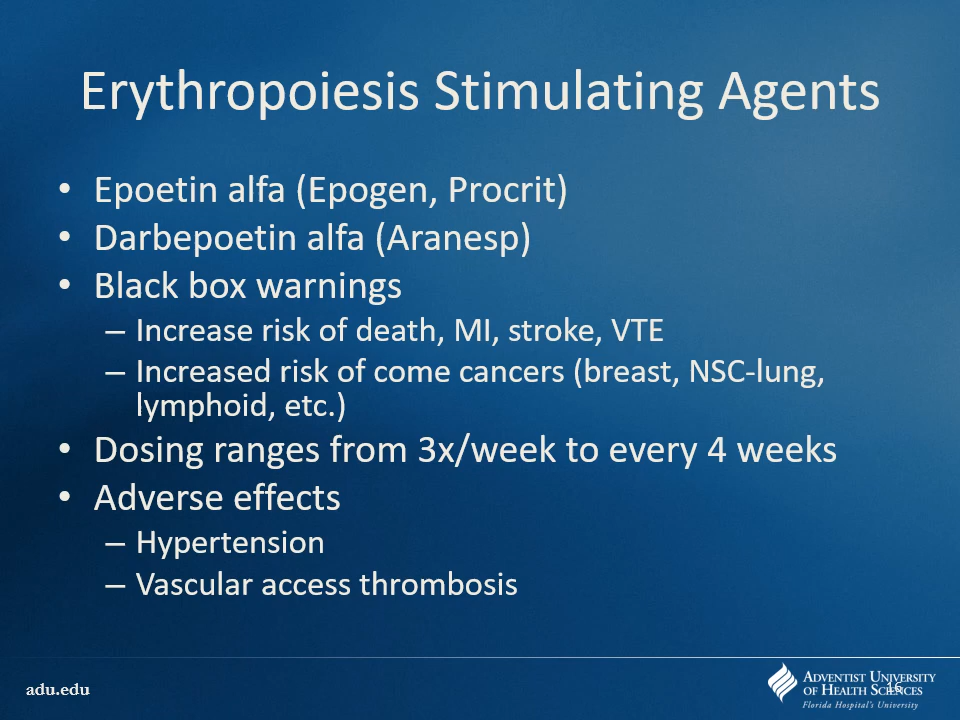 Erythropoiesis Stimulating Agents
• Epoetin alfa (Epogen, Procrit)
• Darbepoetin alfa (Aranesp)
• Black box warnings
– Increase risk of death, MI, stroke, VTE
– Increased risk of come cancers (breast, NSC-lung,
lymphoid, etc.)
• Dosing ranges from 3x/week to every 4 weeks
• Adverse effects
– Hypertension
– Vascular access thrombosis
adu.edu
ADVENTIST UNIVERSITY
OF HEALTH SCIENCES
Florida Hospital's University
16